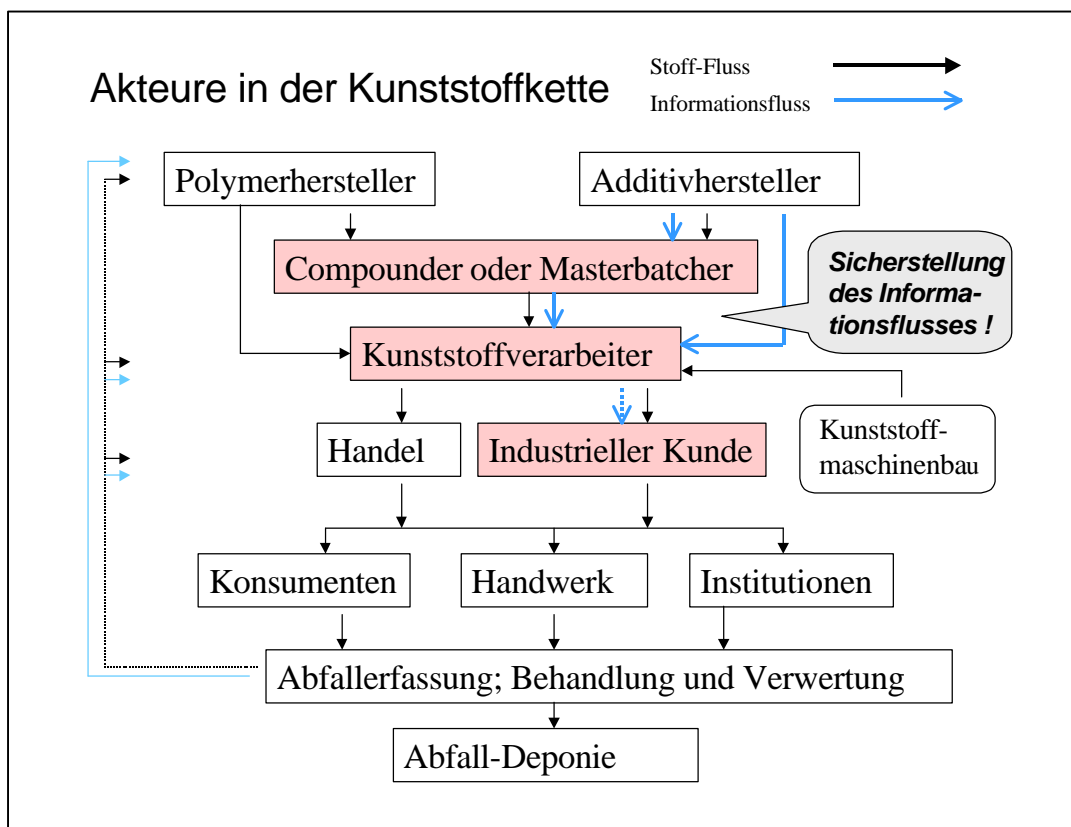 Akteure in der Kunststoffkette
Stoff-Fluss
Informationsfluss
Polymerhersteller
Additivhersteller
Compounder oder Masterbatcher
Sicherstellung
des Informa-
tionsflusses !
Kunststoffverarbeiter
Handel
Industrieller Kunde
Kunststoff-
maschinenbau
Konsumenten
Handwerk
Institutionen
Abfallerfassung; Behandlung und Verwertung
Abfall-Deponie